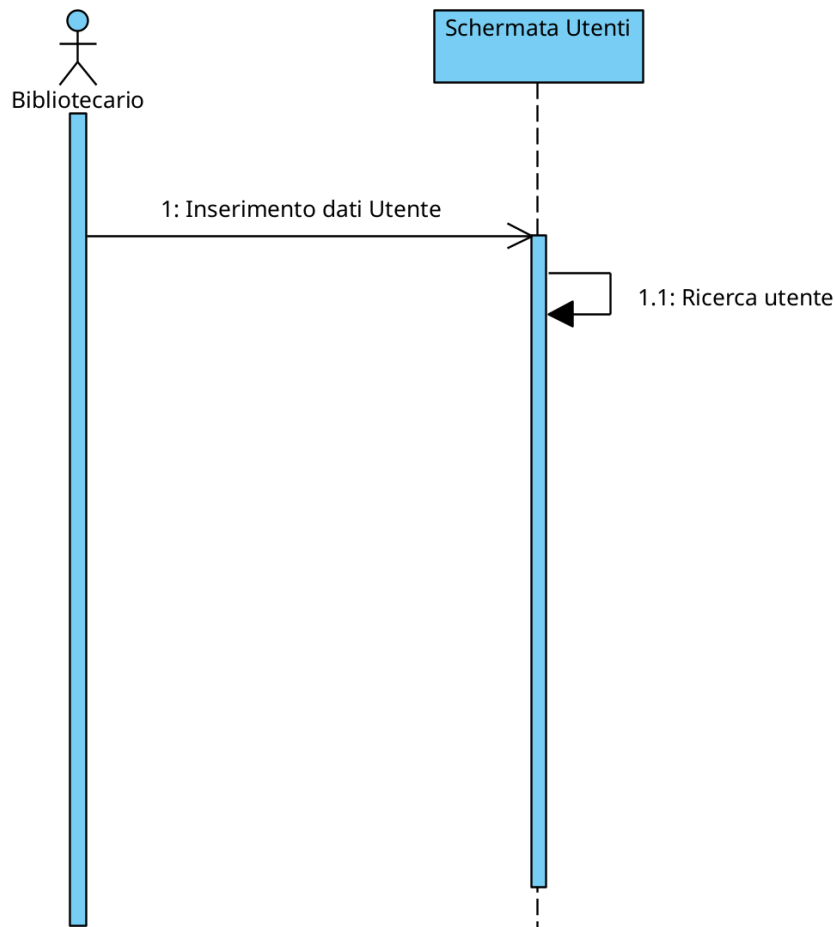 Schermata Utenti
Bibliotecario
1: Inserimento dati Utente
1.1: Ricerca utente